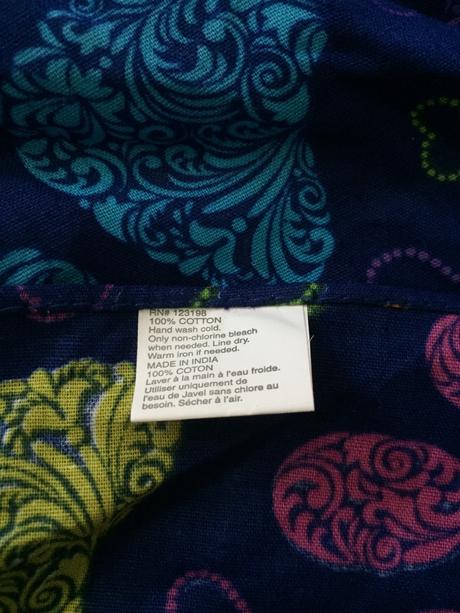 RN# 123198
100% COTTON
Hand wash cold.
Only non-chlorine bleach
when needed. Line dry.
Warm iron if needed.
MADE IN INDIA
100% COTON
Laver à la main à l'eau froide.
Utiliser uniquement de
l'eau de Javel sans chlore au
besoin. Sécher à l'air.